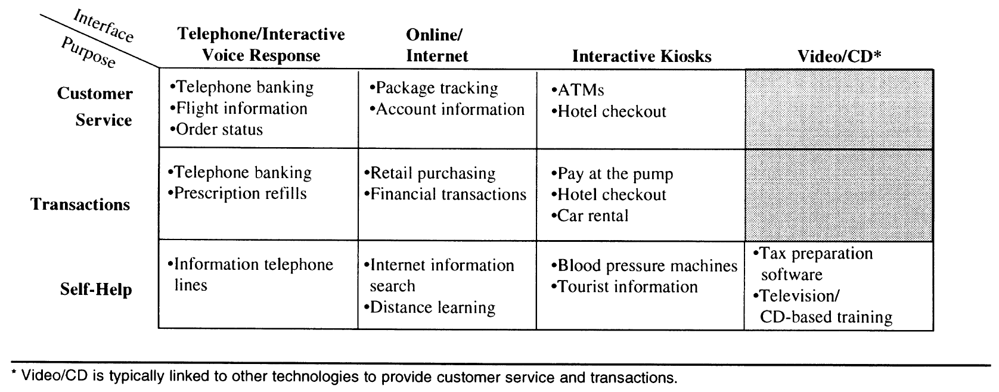 Interface
Purpose
Telephone/Interactive
Voice Response
Online/
Internet
Interactive Kiosks
Video/CD*
Customer
Service
•Telephone banking
•Flight information
•Order status
•Package tracking
•Account information
•ATMs
•Hotel checkout
Transactions
•Telephone banking
•Prescription refills
•Retail purchasing
•Financial transactions
•Pay at the pump
•Hotel checkout
•Car rental
Self-Help
•Information telephone
lines
•Internet information
search
•Distance learning
•Blood pressure machines
•Tourist information
•Tax preparation
software
•Television/
CD-based training
* Video/CD is typically linked to other technologies to provide customer service and transactions.